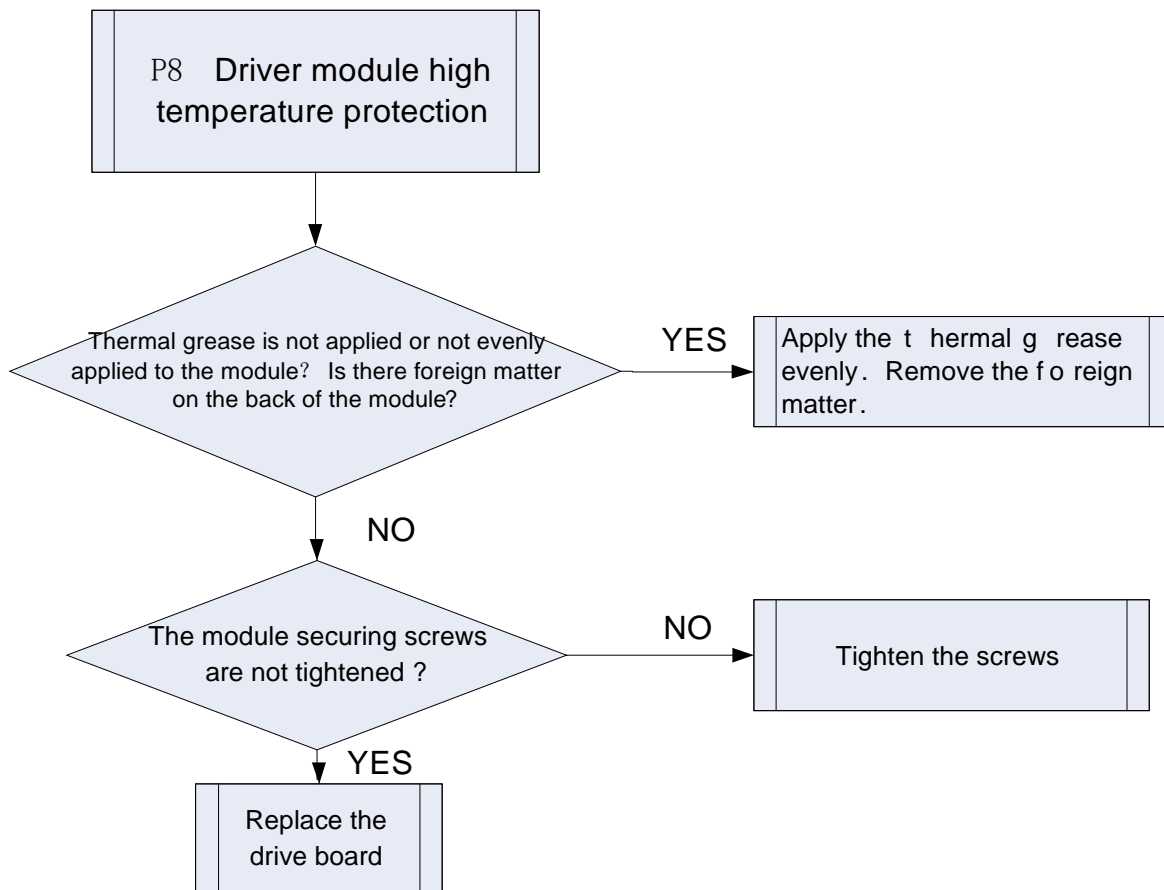 P8 Driver module high
temperature protection
Thermal grease is not applied or not evenly
applied to the module? Is there foreign matter
on the back of the module?
YES
Apply the t hermal g rease
evenly. Remove the f o reign
matter.
NO
The module securing screws
are not tightened ?
NO
Tighten the screws
YES
Replace the
drive board